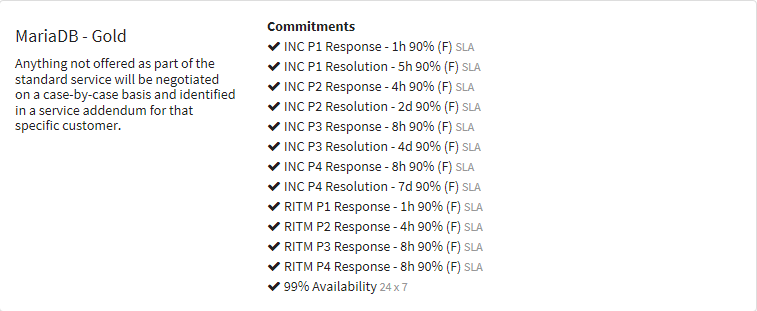 MariaDB - Gold
Anything not offered as part of the
standard service will be negotiated
on a case-by-case basis and identified
in a service addendum for that
specific customer.
Commitments
INC P1 Response - 1h 90% (F) SLA
INC P1 Resolution - 5h 90% (F) SLA
INC P2 Response - 4h 90% (F) SLA
INC P2 Resolution - 2d 90% (F) SLA
INC P3 Response - 8h 90% (F) SLA
INC P3 Resolution - 4d 90% (F) SLA
INC P4 Response - 8h 90% (F) SLA
INC P4 Resolution - 7d 90% (F) SLA
RITM P1 Response - 1h 90% (F) SLA
RITM P2 Response - 4h 90% (F) SLA
RITM P3 Response - 8h 90% (F) SLA
RITM P4 Response - 8h 90% (F) SLA
99% Availability 24 x 7